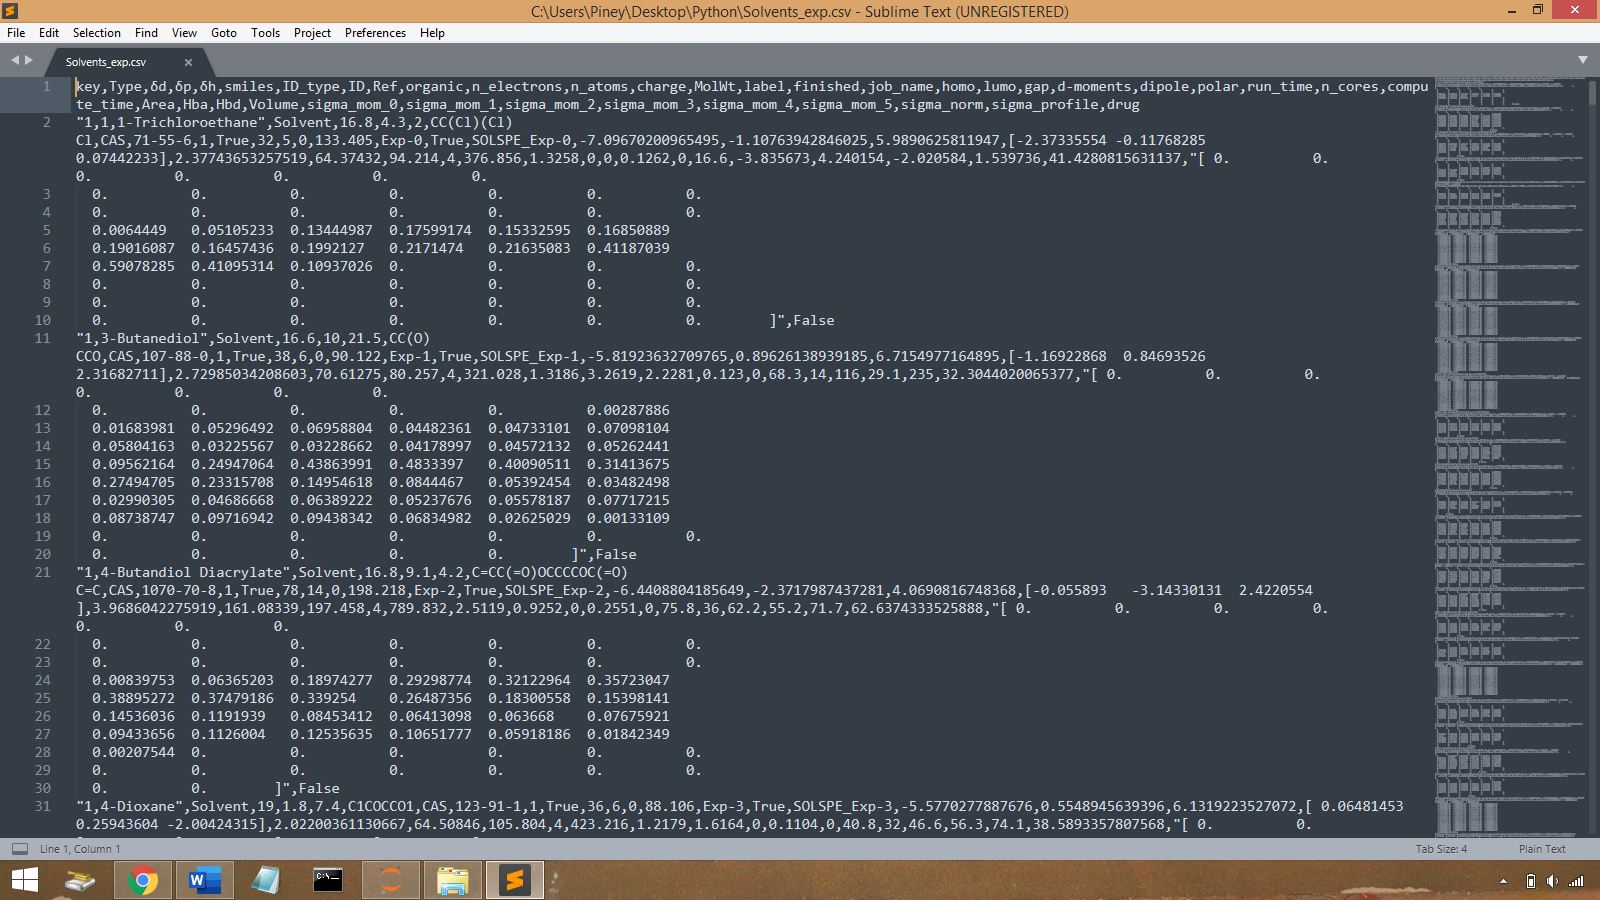 C:\Users\Piney\Desktop\Python\Solvents_exp.csv - Sublime Text (UNREGISTERED)
File Edit Selection Find View Goto Tools Project Preferences Help
Solvents_exp.csv
1 key,Type,δd,δp,δh,smiles,ID_type,ID,Ref,organic,n_electrons,n_atoms,charge,MolWt,label,finished,job_name,homo,lumo,gap,d-moments,dipole,polar,run_time,n_cores,compu
te_time,Area,Hba,Hbd,Volume,sigma_mom_0,sigma_mom_1,sigma_mom_2,sigma_mom_3,sigma_mom_4,sigma_mom_5,sigma_norm,sigma_profile,drug
2 "1,1,1-Trichloroethane",Solvent,16.8,4.3,2,CC(Cl)(Cl)
Cl,CAS,71-55-6,1,True,32,5,0,133.405,Exp-0,True,SOLSPE_Exp-0,-7.09670200965495,-1.10763942846025,5.9890625811947,[-2.37335554 -0.11768285
0.07442233],2.37743653257519,64.37432,94.214,4,376.856,1.3258,0,0,0.1262,0,16.6,-3.835673,4.240154,-2.020584,1.539736,41.4280815631137,"[ 0. 0.
0. 0. 0. 0. 0.
3 0. 0. 0. 0. 0. 0. 0.
4 0. 0. 0. 0. 0. 0. 0.
5 0.0064449 0.05105233 0.13444987 0.17599174 0.15332595 0.16850889
6 0.19016087 0.16457436 0.1992127 0.2171474 0.21635083 0.41187039
7 0.59078285 0.41095314 0.10937026 0. 0. 0. 0.
8 0. 0. 0. 0. 0. 0. 0.
9 0. 0. 0. 0. 0. 0. 0.
10 0. 0. 0. 0. 0. 0. 0. ]",False
11 "1,3-Butanediol",Solvent,16.6,10,21.5,CC(O)
CCO,CAS,107-88-0,1,True,38,6,0,90.122,Exp-1,True,SOLSPE_Exp-1,-5.81923632709765,0.89626138939185,6.7154977164895,[-1.16922868 0.84693526
2.31682711],2.72985034208603,70.61275,80.257,4,321.028,1.3186,3.2619,2.2281,0.123,0,68.3,14,116,29.1,235,32.3044020065377,"[ 0. 0. 0.
0. 0. 0. 0.
12 0. 0. 0. 0. 0. 0.00287886
13 0.01683981 0.05296492 0.06958804 0.04482361 0.04733101 0.07098104
14 0.05804163 0.03225567 0.03228662 0.04178997 0.04572132 0.05262441
15 0.09562164 0.24947064 0.43863991 0.4833397 0.40090511 0.31413675
16 0.27494705 0.23315708 0.14954618 0.0844467 0.05392454 0.03482498
17 0.02990305 0.04686668 0.06389222 0.05237676 0.05578187 0.07717215
18 0.08738747 0.09716942 0.09438342 0.06834982 0.02625029 0.00133109
19 0. 0. 0. 0. 0. 0. 0.
20 0. 0. 0. 0. 0. ]",False
21 "1,4-Butandiol Diacrylate",Solvent,16.8,9.1,4.2,C=CC(=O)OCCCCOC(=O)
C=C,CAS,1070-70-8,1,True,78,14,0,198.218,Exp-2,True,SOLSPE_Exp-2,-6.4408804185649,-2.3717987437281,4.0690816748368,[-0.055893 -3.14330131 2.4220554
],3.9686042275919,161.08339,197.458,4,789.832,2.5119,0.9252,0,0.2551,0,75.8,36,62.2,55.2,71.7,62.6374333525888,"[ 0. 0. 0. 0.
0. 0. 0.
22 0. 0. 0. 0. 0. 0. 0.
23 0. 0. 0. 0. 0. 0. 0.
24 0.00839753 0.06365203 0.18974277 0.29298774 0.32122964 0.35723047
25 0.38895272 0.37479186 0.339254 0.26487356 0.18300558 0.15398141
26 0.14536036 0.1191939 0.08453412 0.06413098 0.063668 0.07675921
27 0.09433656 0.1126004 0.12535635 0.10651777 0.05918186 0.01842349
28 0.00207544 0. 0. 0. 0. 0. 0.
29 0. 0. 0. 0. 0. 0. 0.
30 0. 0. ]",False
31 "1,4-Dioxane",Solvent,19,1.8,7.4,C1COCCO1,CAS,123-91-1,1,True,36,6,0,88.106,Exp-3,True,SOLSPE_Exp-3,-5.5770277887676,0.5548945639396,6.1319223527072,[ 0.06481453
0.25943604 -2.00424315],2.02200361130667,64.50846,105.804,4,423.216,1.2179,1.6164,0,0.1104,0,40.8,32,46.6,56.3,74.1,38.5893357807568,"[ 0. 0.
Line 1, Column 1 Tab Size: 4 Plain Text